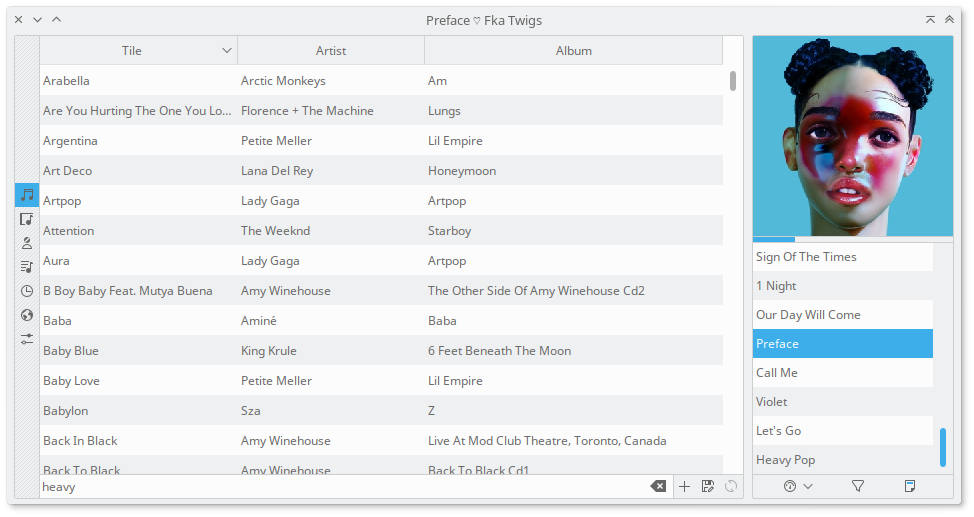 Preface ♡ Fka Twigs
Tile Artist Album
Arabella Arctic Monkeys Am
Are You Hurting The One You Lo... Florence + The Machine Lungs
Argentina Petite Meller Lil Empire
Art Deco Lana Del Rey Honeymoon
Artpop Lady Gaga Artpop
Attention The Weeknd Starboy
Aura Lady Gaga Artpop
B Boy Baby Feat. Mutya Buena Amy Winehouse The Other Side Of Amy Winehouse Cd2
Baba Aminé Baba
Baby Blue King Krule 6 Feet Beneath The Moon
Baby Love Petite Meller Lil Empire
Babylon Sza Z
Back In Black Amy Winehouse Live At Mod Club Theatre, Toronto, Canada
Back To Black Amy Winehouse Back To Black Cd1
heavy
Sign Of The Times
1 Night
Our Day Will Come
Preface
Call Me
Violet
Let's Go
Heavy Pop